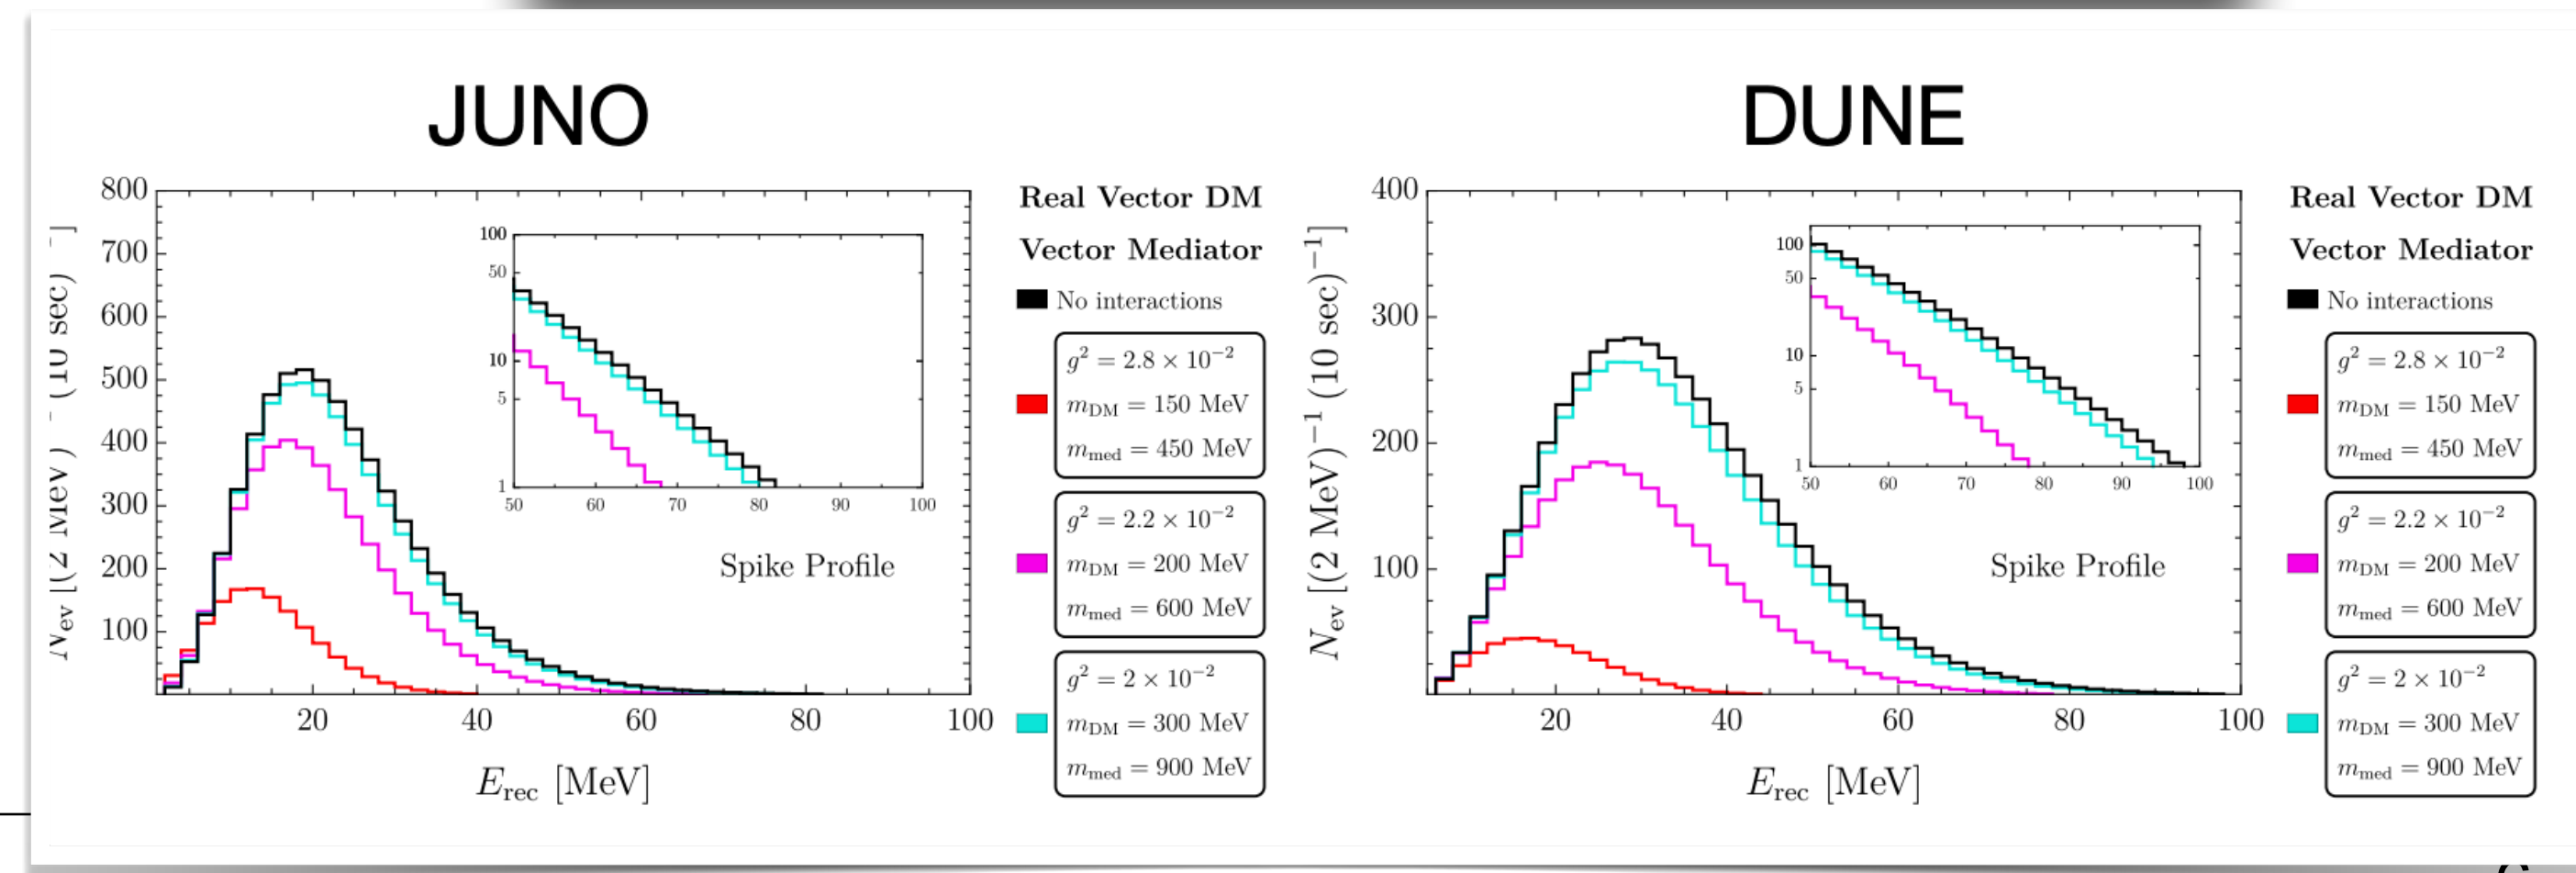 JUNO
DUNE
800
700
600
500
400
300
200
100
20
40
60
80
100
E_rec [MeV]
100
50
10
5
1
50
60
70
80
90
100
Spike Profile
Real Vector DM
Vector Mediator
No interactions
g² = 2.8 × 10⁻²
m_DM = 150 MeV
m_med = 450 MeV
g² = 2.2 × 10⁻²
m_DM = 200 MeV
m_med = 600 MeV
g² = 2 × 10⁻²
m_DM = 300 MeV
m_med = 900 MeV
N_ev [(2 MeV)⁻¹ (10 sec)⁻¹]
400
300
200
100
20
40
60
80
100
E_rec [MeV]
100
50
10
5
1
50
60
70
80
90
100
Spike Profile
Real Vector DM
Vector Mediator
No interactions
g² = 2.8 × 10⁻²
m_DM = 150 MeV
m_med = 450 MeV
g² = 2.2 × 10⁻²
m_DM = 200 MeV
m_med = 600 MeV
g² = 2 × 10⁻²
m_DM = 300 MeV
m_med = 900 MeV